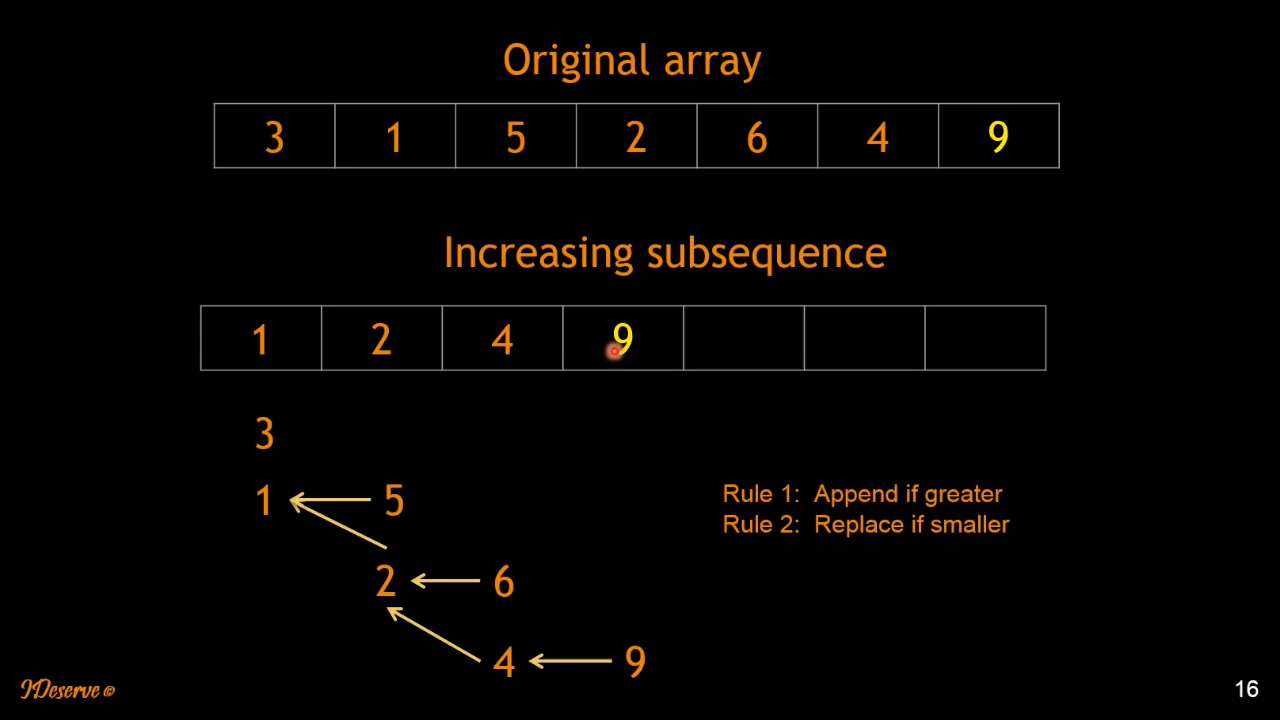 Original array
3 1 5 2 6 4 9
Increasing subsequence
1 2 4 9
3
1 5
Rule 1: Append if greater
Rule 2: Replace if smaller
2 6
4 9
IDeserve ©
16